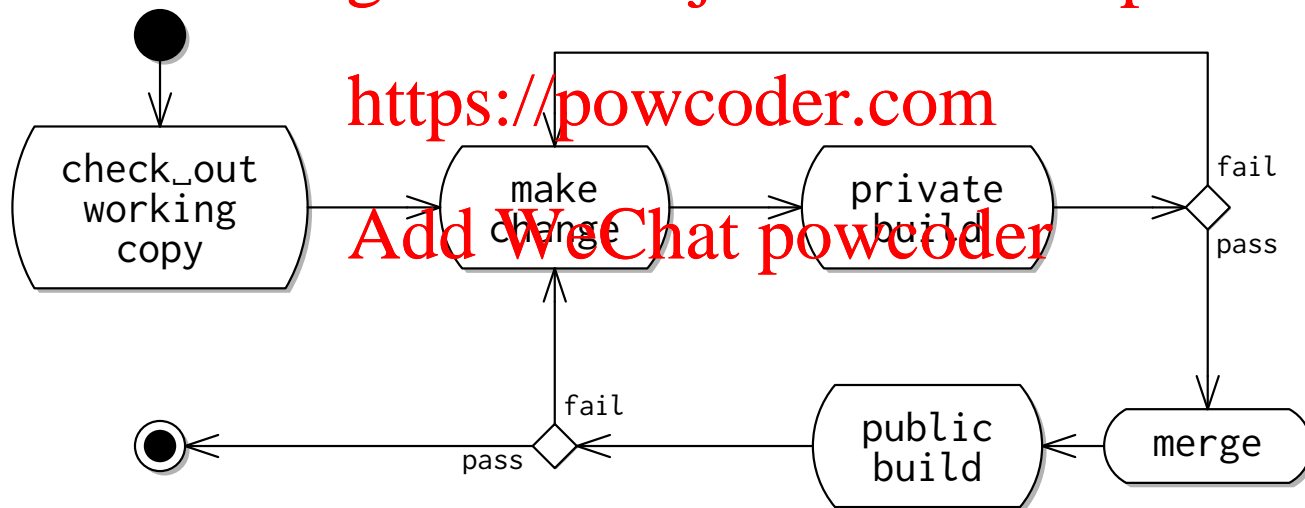 https://powcoder.com
check␣out
working
copy
make
change
private
build
fail
pass
Add WeChat powcoder
fail
pass
public
build
merge